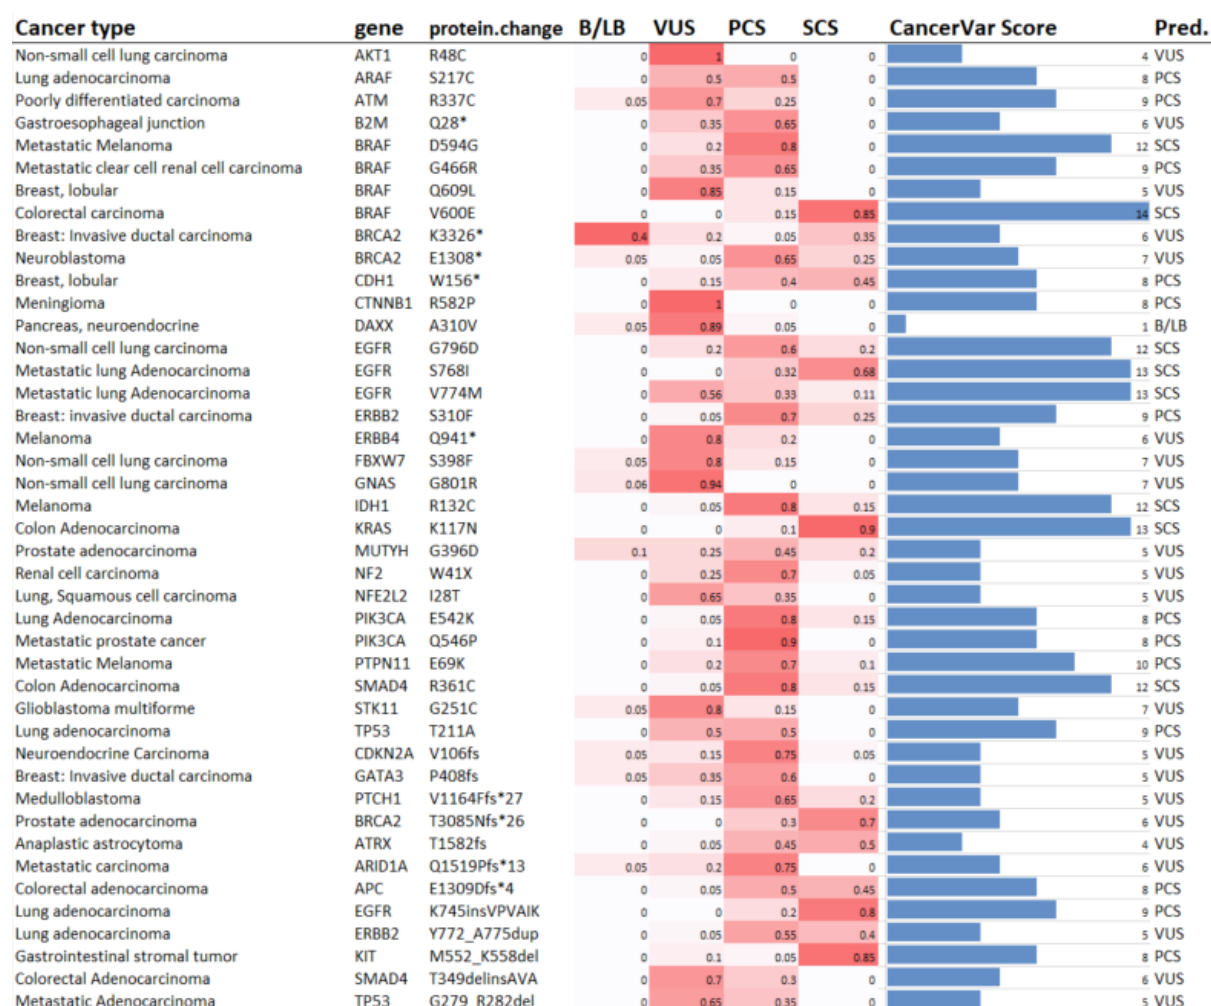 Cancer type gene protein.change B/LB VUS PCS SCS CancerVar Score Pred.
Non-small cell lung carcinoma AKT1 R48C 0 1 0 0 4 VUS
Lung adenocarcinoma ARAF S217C 0 0.5 0.5 0 8 PCS
Poorly differentiated carcinoma ATM R337C 0.05 0.7 0.25 0 9 PCS
Gastroesophageal junction B2M Q28* 0 0.35 0.65 0 6 VUS
Metastatic Melanoma BRAF D594G 0 0.2 0.8 0 12 SCS
Metastatic clear cell renal cell carcinoma BRAF G466R 0 0.35 0.65 0 9 PCS
Breast, lobular BRAF Q609L 0 0.85 0.15 0 5 VUS
Colorectal carcinoma BRAF V600E 0 0 0.15 0.85 14 SCS
Breast: Invasive ductal carcinoma BRCA2 K3326* 0.4 0.2 0.05 0.35 6 VUS
Neuroblastoma BRCA2 E1308* 0.05 0.05 0.65 0.25 7 VUS
Breast, lobular CDH1 W156* 0 0.15 0.4 0.45 8 PCS
Meningioma CTNNB1 R582P 0 1 0 0 8 PCS
Pancreas, neuroendocrine DAXX A310V 0.05 0.89 0.05 0 1 B/LB
Non-small cell lung carcinoma EGFR G796D 0 0.2 0.6 0.2 12 SCS
Metastatic lung Adenocarcinoma EGFR S768I 0 0 0.32 0.68 13 SCS
Metastatic lung Adenocarcinoma EGFR V774M 0 0.56 0.33 0.11 13 SCS
Breast: invasive ductal carcinoma ERBB2 S310F 0 0.05 0.7 0.25 9 PCS
Melanoma ERBB4 Q941* 0 0.8 0.2 0 6 VUS
Non-small cell lung carcinoma FBXW7 S398F 0.05 0.8 0.15 0 7 VUS
Non-small cell lung carcinoma GNAS G801R 0.06 0.94 0 0 7 VUS
Melanoma IDH1 R132C 0 0.05 0.8 0.15 12 SCS
Colon Adenocarcinoma KRAS K117N 0 0 0.1 0.9 13 SCS
Prostate adenocarcinoma MUTYH G396D 0.1 0.25 0.45 0.2 5 VUS
Renal cell carcinoma NF2 W41X 0 0.25 0.7 0.05 5 VUS
Lung, Squamous cell carcinoma NFE2L2 I28T 0 0.65 0.35 0 5 VUS
Lung Adenocarcinoma PIK3CA E542K 0 0.05 0.8 0.15 8 PCS
Metastatic prostate cancer PIK3CA Q546P 0 0.1 0.9 0 8 PCS
Metastatic Melanoma PTPN11 E69K 0 0.2 0.7 0.1 10 PCS
Colon Adenocarcinoma SMAD4 R361C 0 0.05 0.8 0.15 12 SCS
Glioblastoma multiforme STK11 G251C 0.05 0.8 0.15 0 7 VUS
Lung adenocarcinoma TP53 T211A 0 0.5 0.5 0 9 PCS
Neuroendocrine Carcinoma CDKN2A V106fs 0.05 0.15 0.75 0.05 5 VUS
Breast: Invasive ductal carcinoma GATA3 P408fs 0.05 0.35 0.6 0 5 VUS
Medulloblastoma PTCH1 V1164Ffs*27 0 0.15 0.65 0.2 5 VUS
Prostate adenocarcinoma BRCA2 T3085Nfs*26 0 0 0.3 0.7 6 VUS
Anaplastic astrocytoma ATRX T1582fs 0 0.05 0.45 0.5 4 VUS
Metastatic carcinoma ARID1A Q1519Pfs*13 0.05 0.2 0.75 0 6 VUS
Colorectal adenocarcinoma APC E1309Dfs*4 0 0.05 0.5 0.45 8 PCS
Lung adenocarcinoma EGFR K745insVPVAIK 0 0 0.2 0.8 9 PCS
Lung adenocarcinoma ERBB2 Y772_A775dup 0 0.05 0.55 0.4 5 VUS
Gastrointestinal stromal tumor KIT M552_K558del 0 0.1 0.05 0.85 8 PCS
Colorectal Adenocarcinoma SMAD4 T349delinsAVA 0 0.7 0.3 0 6 VUS
Metastatic Adenocarcinoma TP53 G279_R282del 0 0.65 0.35 0 5 VUS